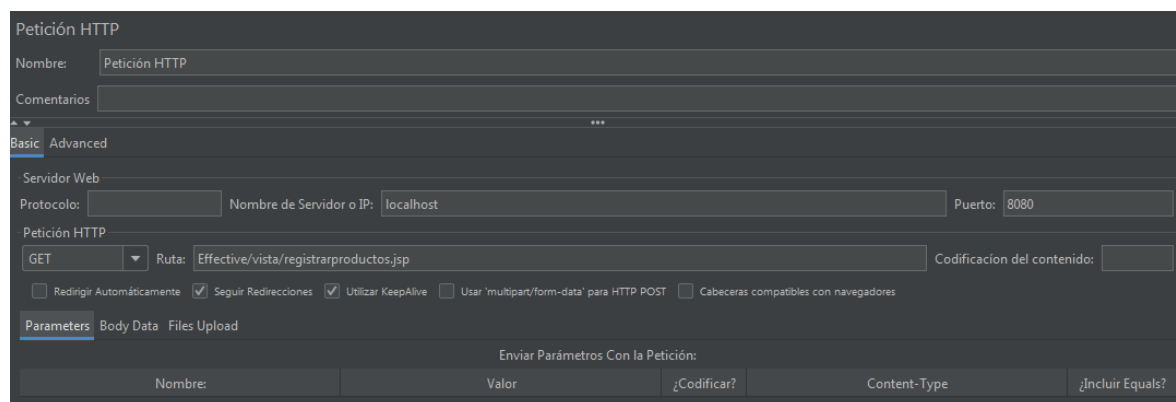 Petición HTTP
Nombre: Petición HTTP
Comentarios
Basic Advanced
Servidor Web
Protocolo: Nombre de Servidor o IP: localhost Puerto: 8080
Petición HTTP
GET Ruta: Effective/vista/registrarproductos.jsp Codificacíon del contenido:
Redirigir Automáticamente Seguir Redirecciones Utilizar KeepAlive Usar 'multipart/form-data' para HTTP POST Cabeceras compatibles con navegadores
Parameters Body Data Files Upload
Enviar Parámetros Con la Petición:
Nombre: Valor ¿Codificar? Content-Type ¿Incluir Equals?